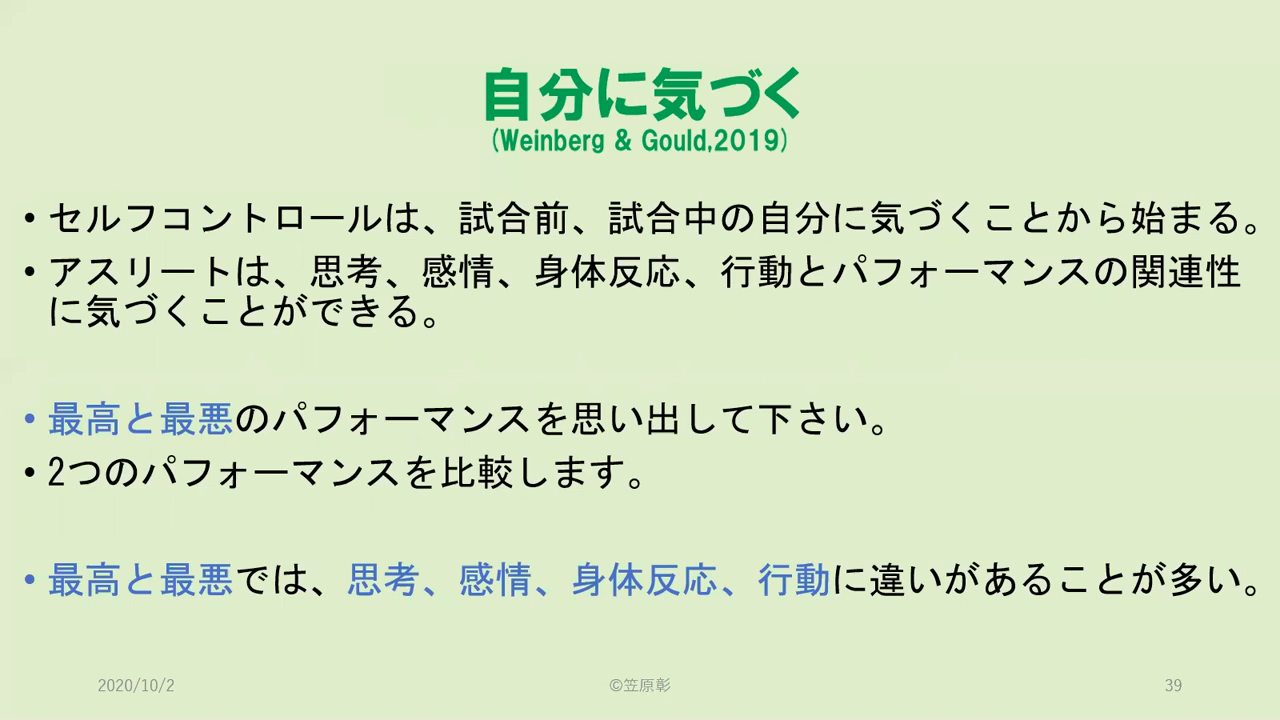 自分に気づく
(Weinberg & Gould,2019)
• セルフコントロールは、試合前、試合中の自分に気づくことから始まる。
• アスリートは、思考、感情、身体反応、行動とパフォーマンスの関連性
に気づくことができる。
• 最高と最悪のパフォーマンスを思い出して下さい。
• 2つのパフォーマンスを比較します。
• 最高と最悪では、思考、感情、身体反応、行動に違いがあることが多い。
2020/10/2
©笠原彰
39